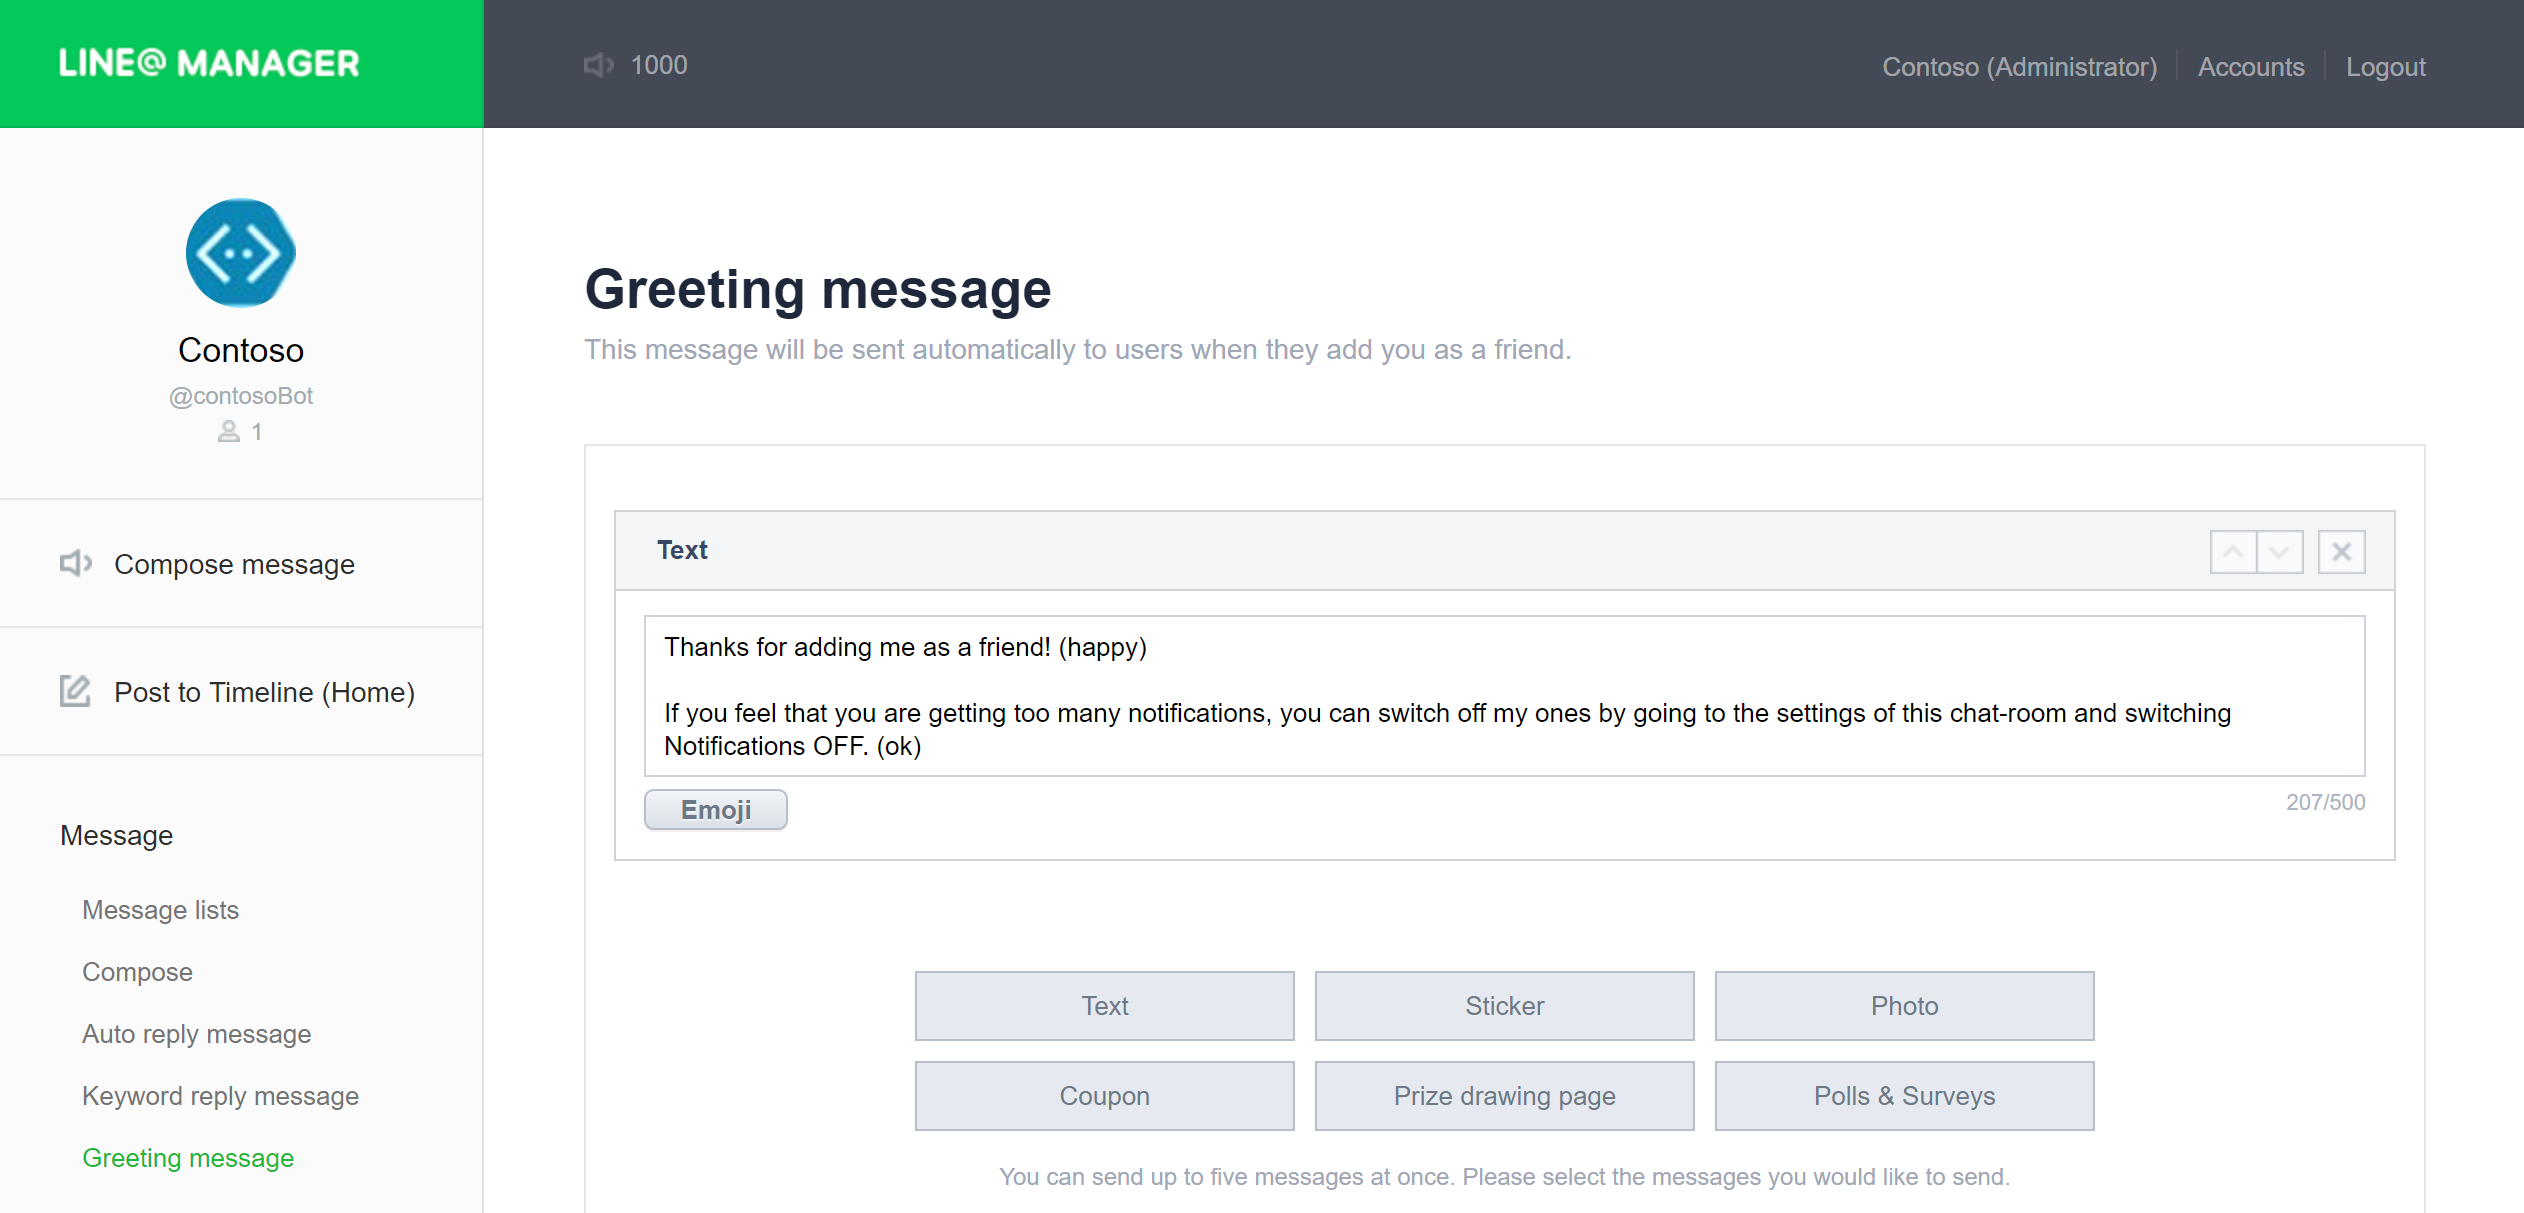 LINE@ MANAGER
1000
Contoso (Administrator)
Accounts
Logout
Contoso
@contosoBot
1
Compose message
Post to Timeline (Home)
Message
Message lists
Compose
Auto reply message
Keyword reply message
Greeting message
Greeting message
This message will be sent automatically to users when they add you as a friend.
Text
Thanks for adding me as a friend! (happy)
If you feel that you are getting too many notifications, you can switch off my ones by going to the settings of this chat-room and switching
Notifications OFF. (ok)
Emoji
207/500
Text
Sticker
Photo
Coupon
Prize drawing page
Polls & Surveys
You can send up to five messages at once. Please select the messages you would like to send.